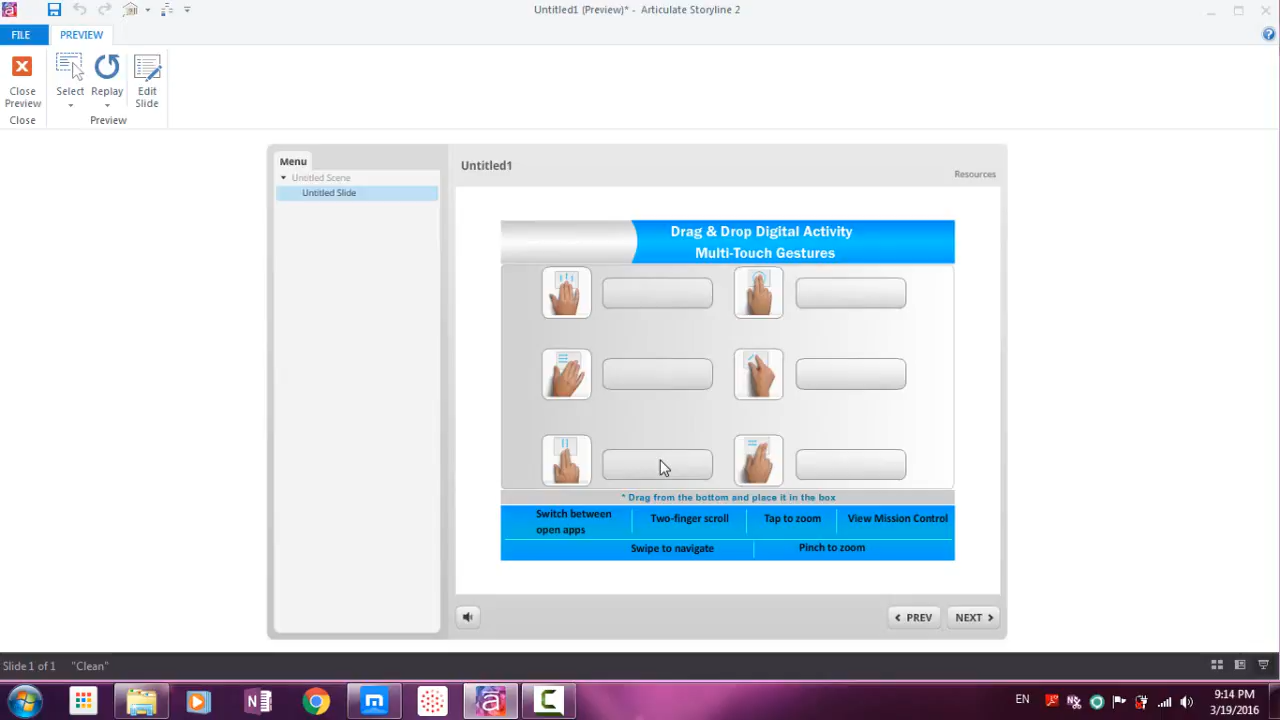 Untitled1 (Preview)* - Articulate Storyline 2
FILE
PREVIEW
Close
Preview
Select
Replay
Edit
Slide
Close
Preview
Menu
Untitled Scene
Untitled Slide
Untitled1
Resources
Drag & Drop Digital Activity
Multi-Touch Gestures
* Drag from the bottom and place it in the box
Switch between
open apps
Two-finger scroll
Tap to zoom
View Mission Control
Swipe to navigate
Pinch to zoom
PREV
NEXT
Slide 1 of 1
"Clean"
EN
9:14 PM
3/19/2016